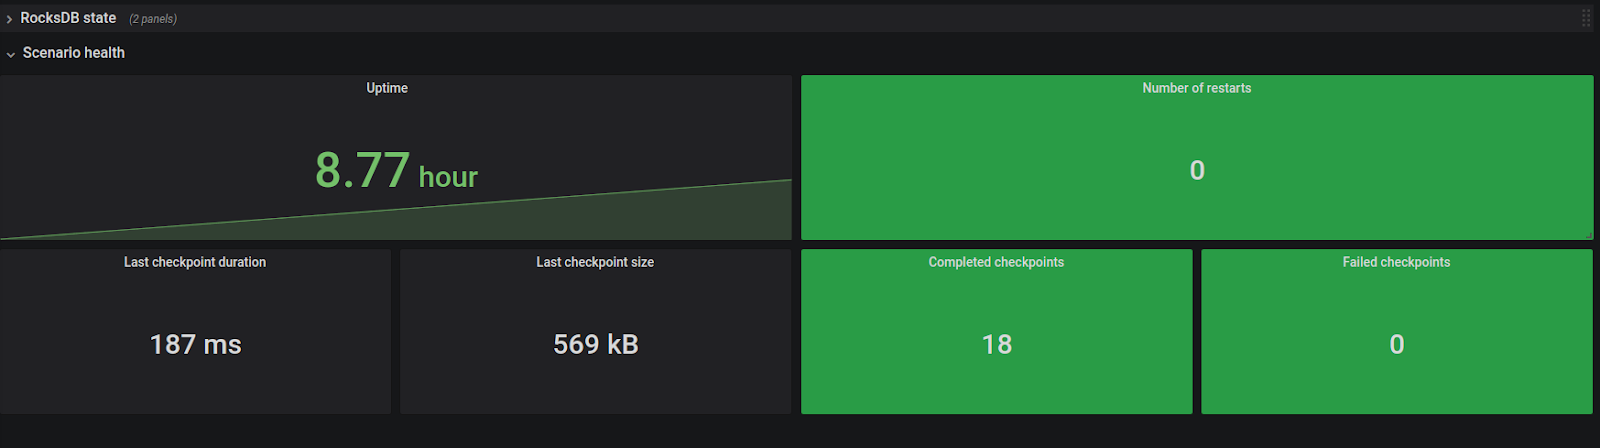 RocksDB state (2 panels)
Scenario health
Uptime
8.77 hour
Number of restarts
0
Last checkpoint duration
187 ms
Last checkpoint size
569 kB
Completed checkpoints
18
Failed checkpoints
0